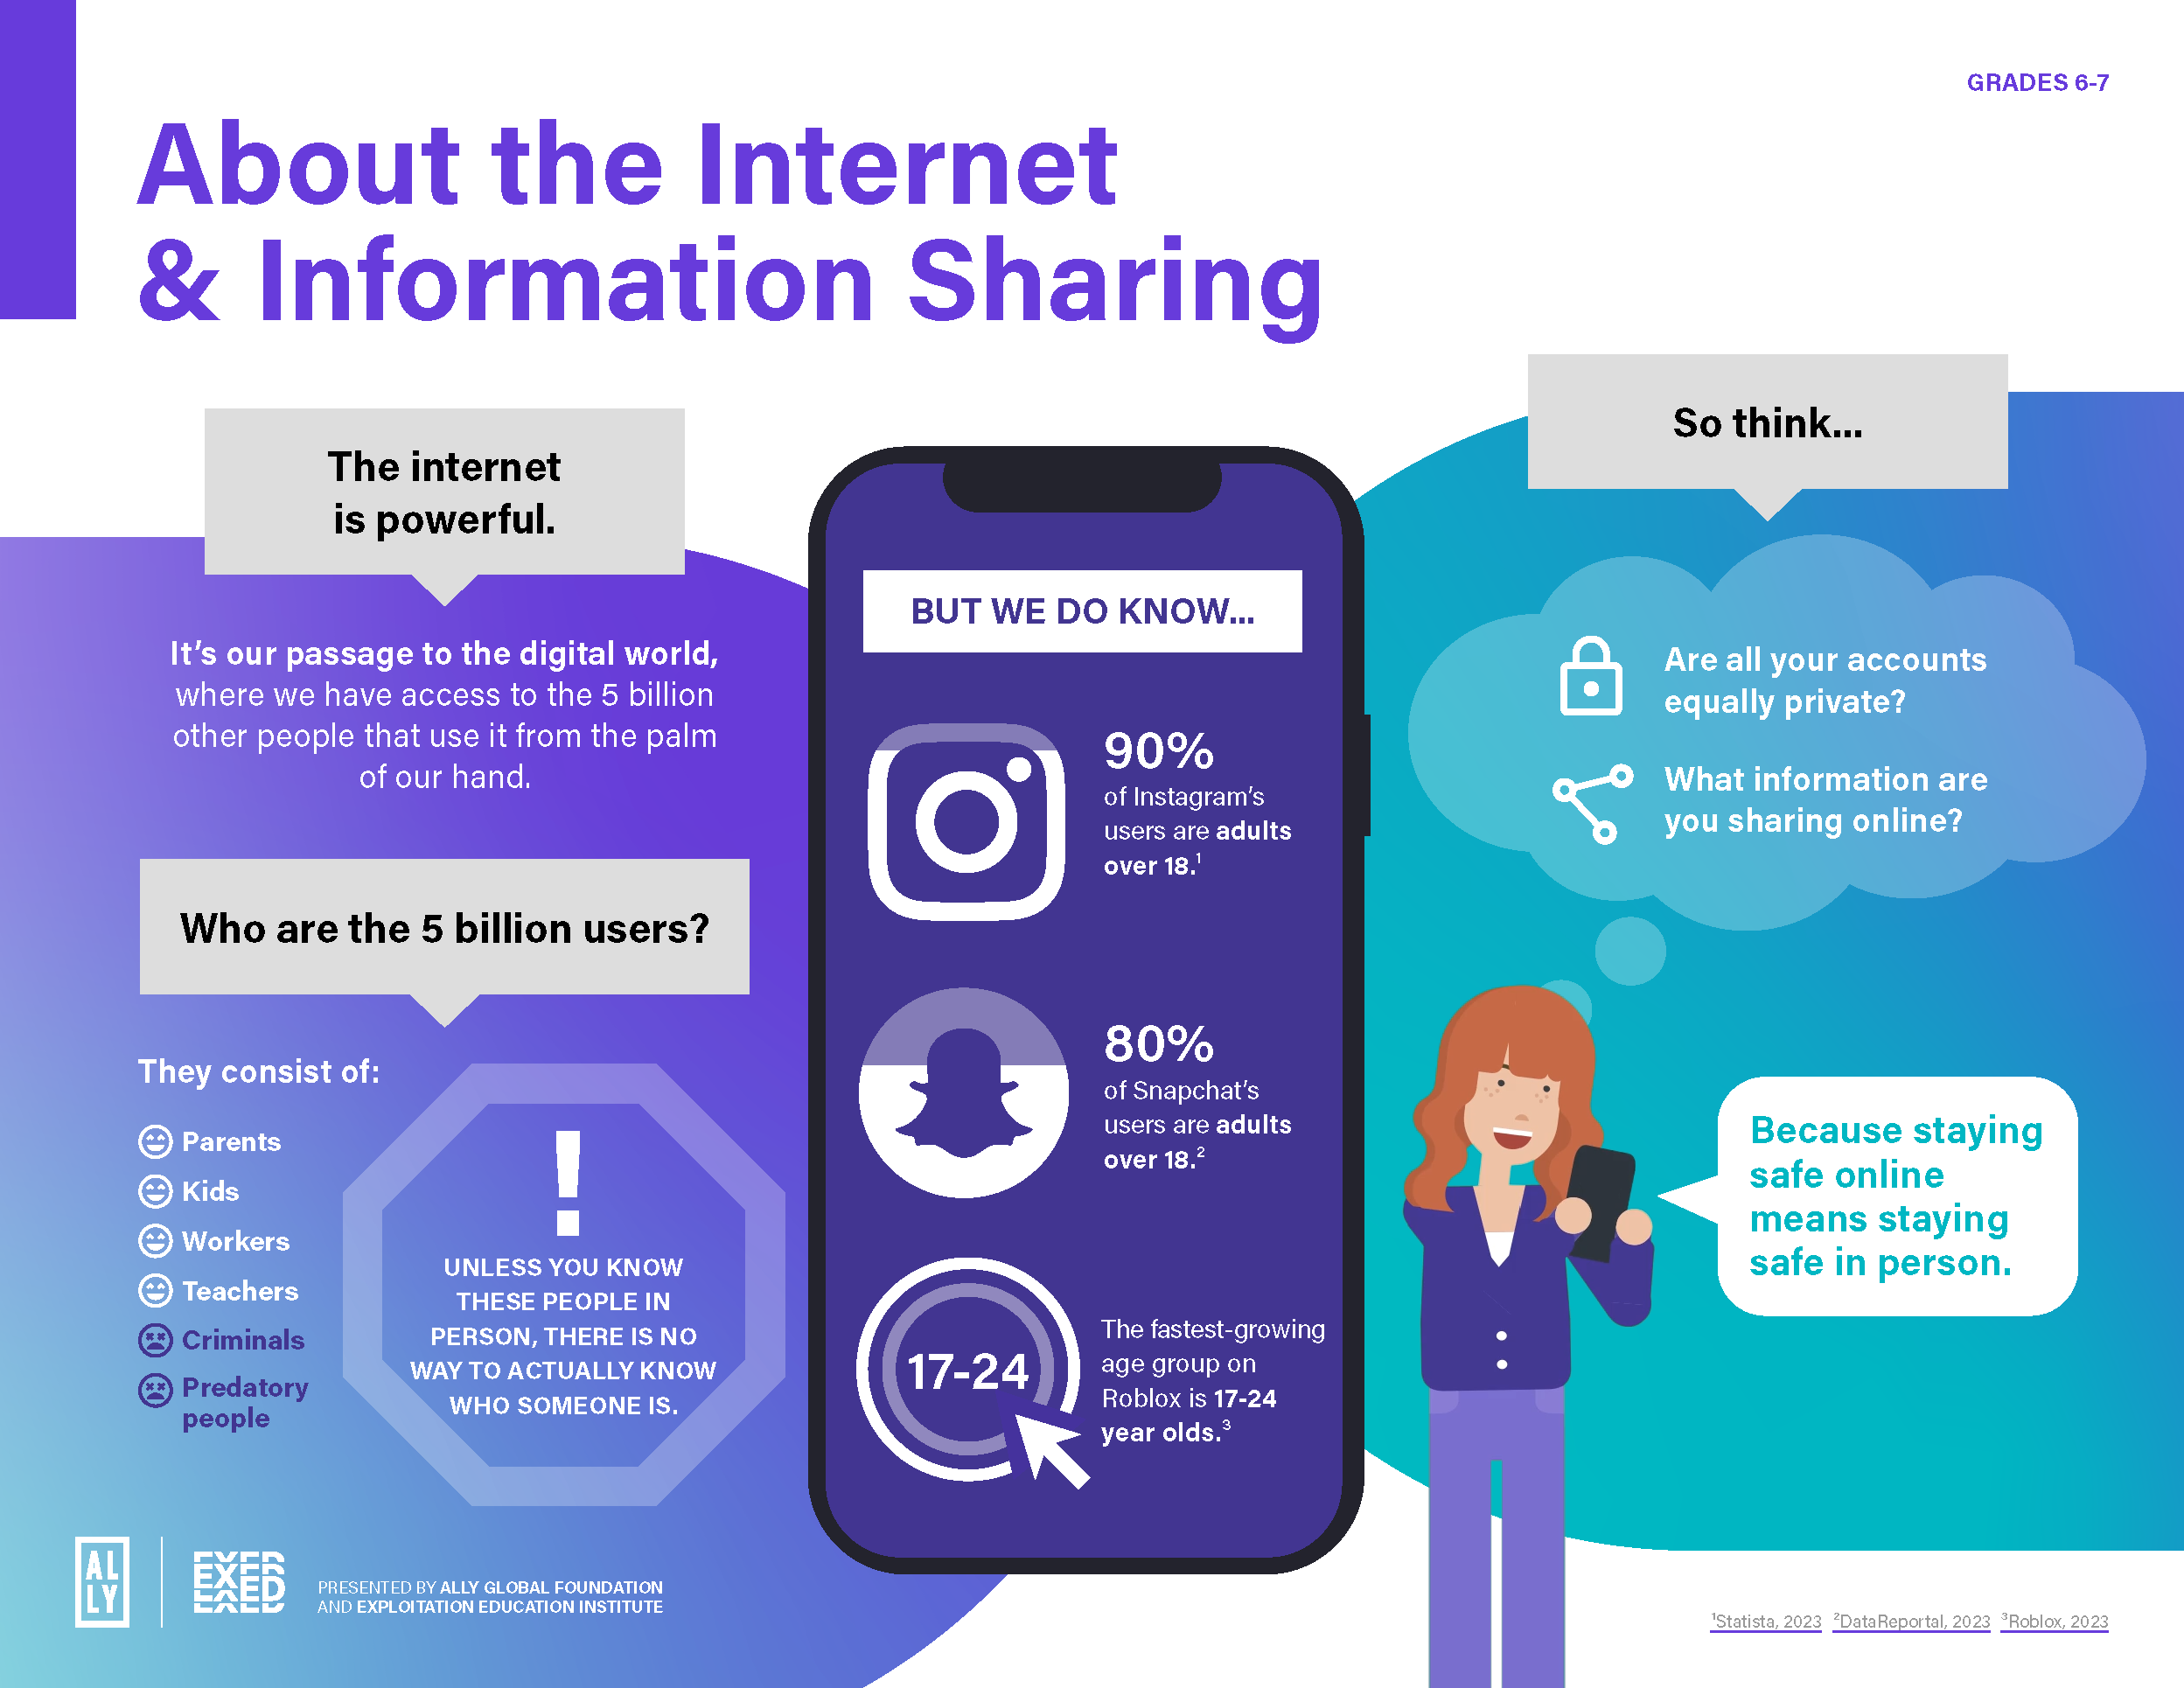 GRADES 6-7
About the Internet
& Information Sharing
The internet
is powerful.
It's our passage to the digital world,
where we have access to the 5 billion
other people that use it from the palm
of our hand.
Who are the 5 billion users?
They consist of:
Parents
Kids
Workers
Teachers
Criminals
Predatory
people
!
UNLESS YOU KNOW
THESE PEOPLE IN
PERSON, THERE IS NO
WAY TO ACTUALLY KNOW
WHO SOMEONE IS.
BUT WE DO KNOW...
90%
of Instagram's
users are adults
over 18.¹
80%
of Snapchat's
users are adults
over 18.²
17-24
The fastest-growing
age group on
Roblox is 17-24
year olds.³
So think...
Are all your accounts
equally private?
What information are
you sharing online?
Because staying
safe online
means staying
safe in person.
AL
LY
EXED
PRESENTED BY ALLY GLOBAL FOUNDATION
AND EXPLOITATION EDUCATION INSTITUTE
¹Statista, 2023 ²DataReportal, 2023 ³Roblox, 2023